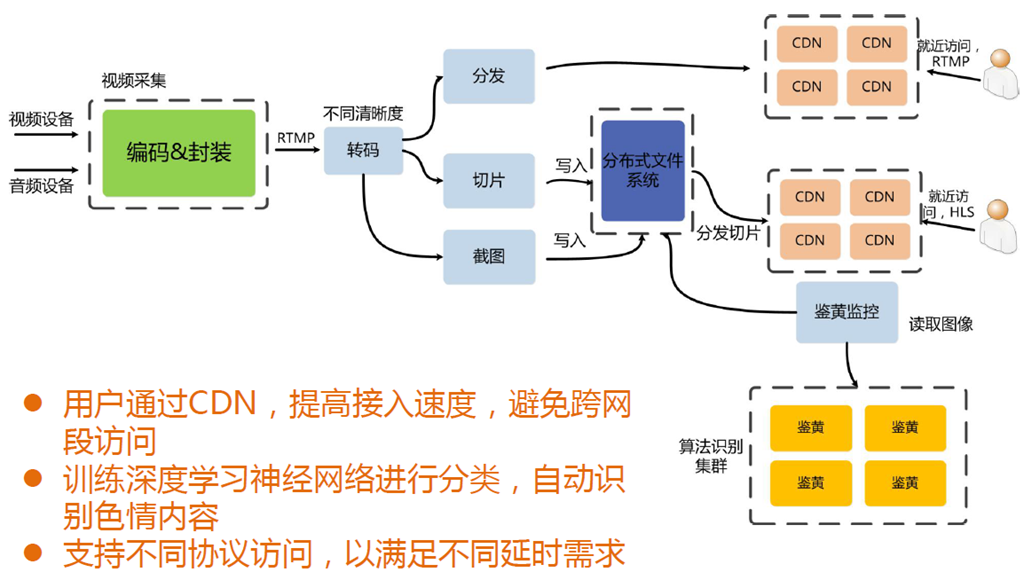 视频采集
视频设备
音频设备
编码&封装
RTMP
不同清晰度
转码
分发
切片
截图
写入
写入
分布式文件
系统
分发切片
CDN
CDN
CDN
CDN
就近访问，
RTMP
CDN
CDN
CDN
CDN
就近访
问，HLS
鉴黄监控
读取图像
算法识别
集群
鉴黄
鉴黄
鉴黄
鉴黄
用户通过CDN，提高接入速度，避免跨网
段访问
训练深度学习神经网络进行分类，自动识
别色情内容
支持不同协议访问，以满足不同延时需求